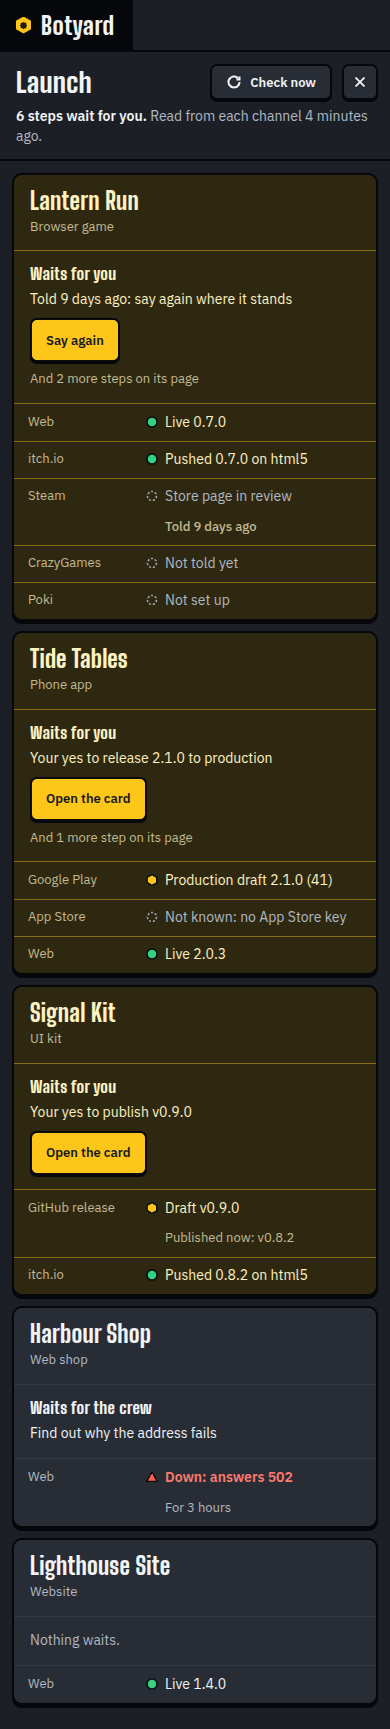 Botyard
Launch
Check now
6 steps wait for you. Read from each channel 4 minutes
ago.
Lantern Run
Browser game
Waits for you
Told 9 days ago: say again where it stands
Say again
And 2 more steps on its page
Web Live 0.7.0
itch.io Pushed 0.7.0 on html5
Steam Store page in review
Told 9 days ago
CrazyGames Not told yet
Poki Not set up
Tide Tables
Phone app
Waits for you
Your yes to release 2.1.0 to production
Open the card
And 1 more step on its page
Google Play Production draft 2.1.0 (41)
App Store Not known: no App Store key
Web Live 2.0.3
Signal Kit
UI kit
Waits for you
Your yes to publish v0.9.0
Open the card
GitHub release Draft v0.9.0
Published now: v0.8.2
itch.io Pushed 0.8.2 on html5
Harbour Shop
Web shop
Waits for the crew
Find out why the address fails
Web Down: answers 502
For 3 hours
Lighthouse Site
Website
Nothing waits.
Web Live 1.4.0